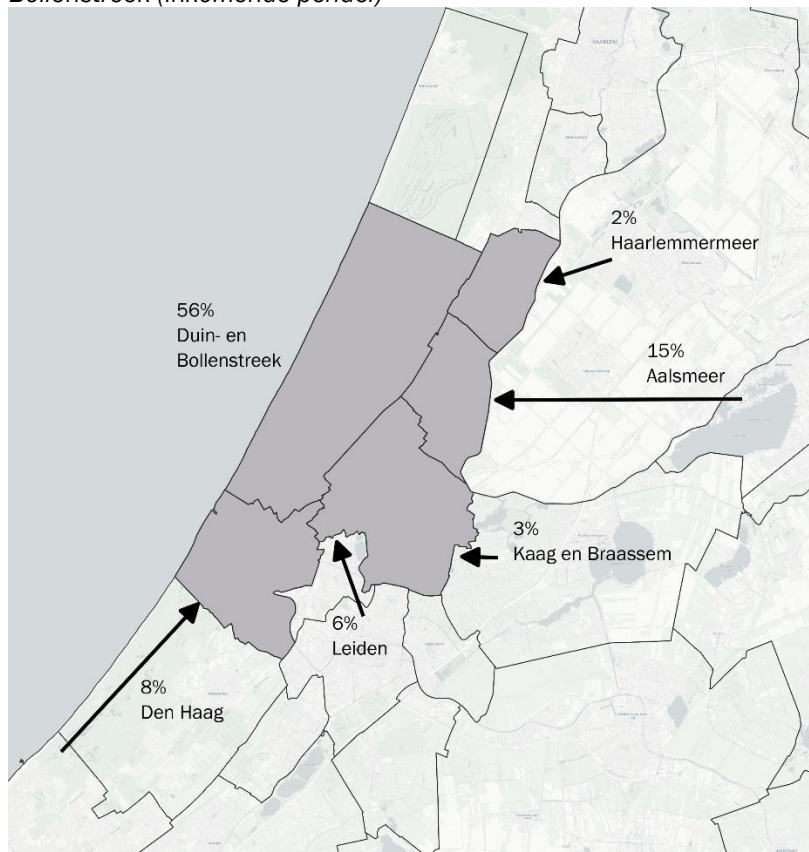 Bollenstreek (inkomende pendel)
HAARLEM
2%
Haarlemmermeer
56%
Duin- en
Bollenstreek
15%
Aalsmeer
3%
Kaag en Braassem
6%
Leiden
8%
Den Haag